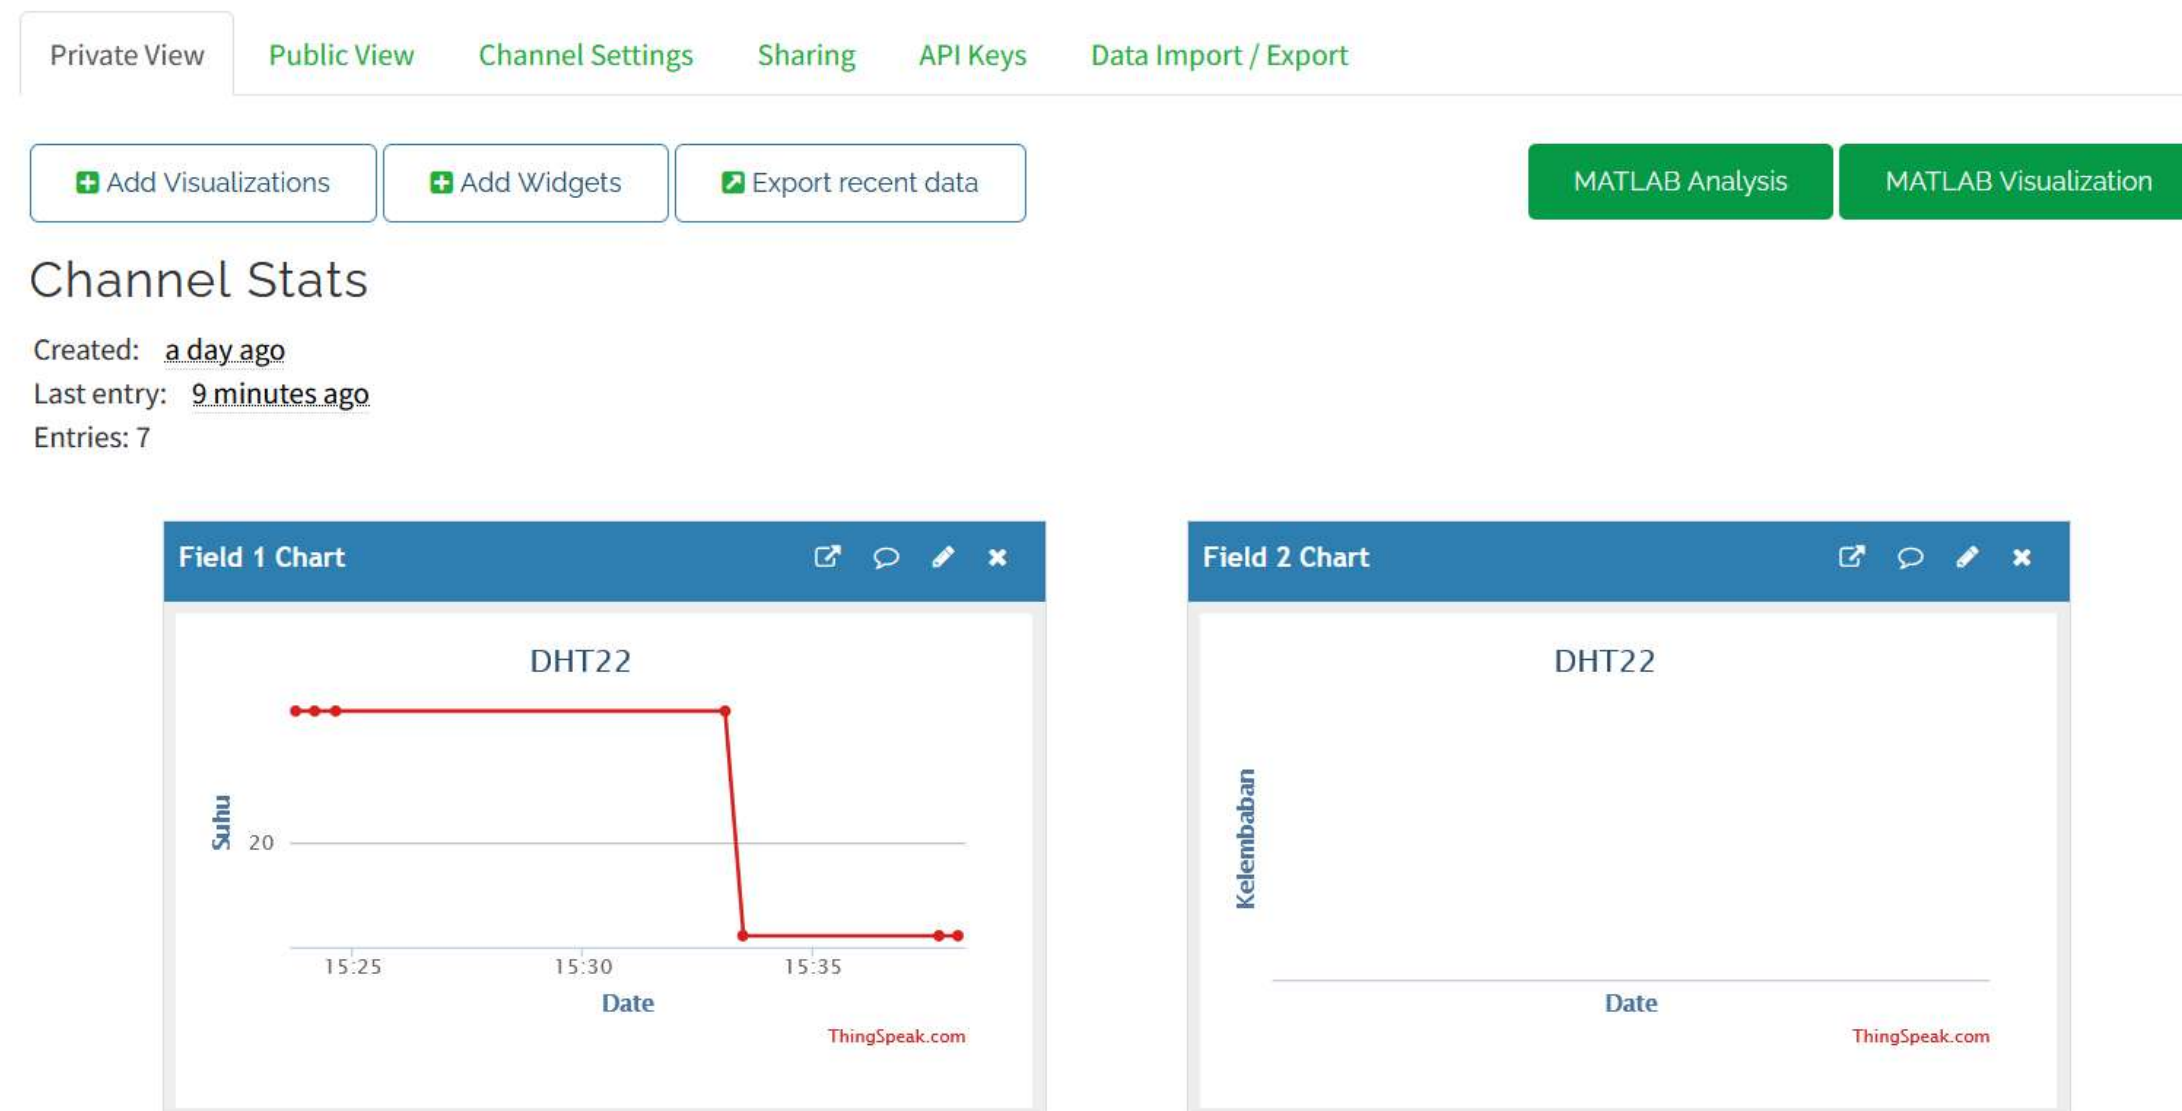 Private View Public View Channel Settings Sharing API Keys Data Import / Export
Add Visualizations Add Widgets Export recent data MATLAB Analysis MATLAB Visualization
Channel Stats
Created: a day ago
Last entry: 9 minutes ago
Entries: 7
Field 1 Chart
DHT22
Suhu
20
15:25 15:30 15:35
Date
ThingSpeak.com
Field 2 Chart
DHT22
Kelembaban
Date
ThingSpeak.com